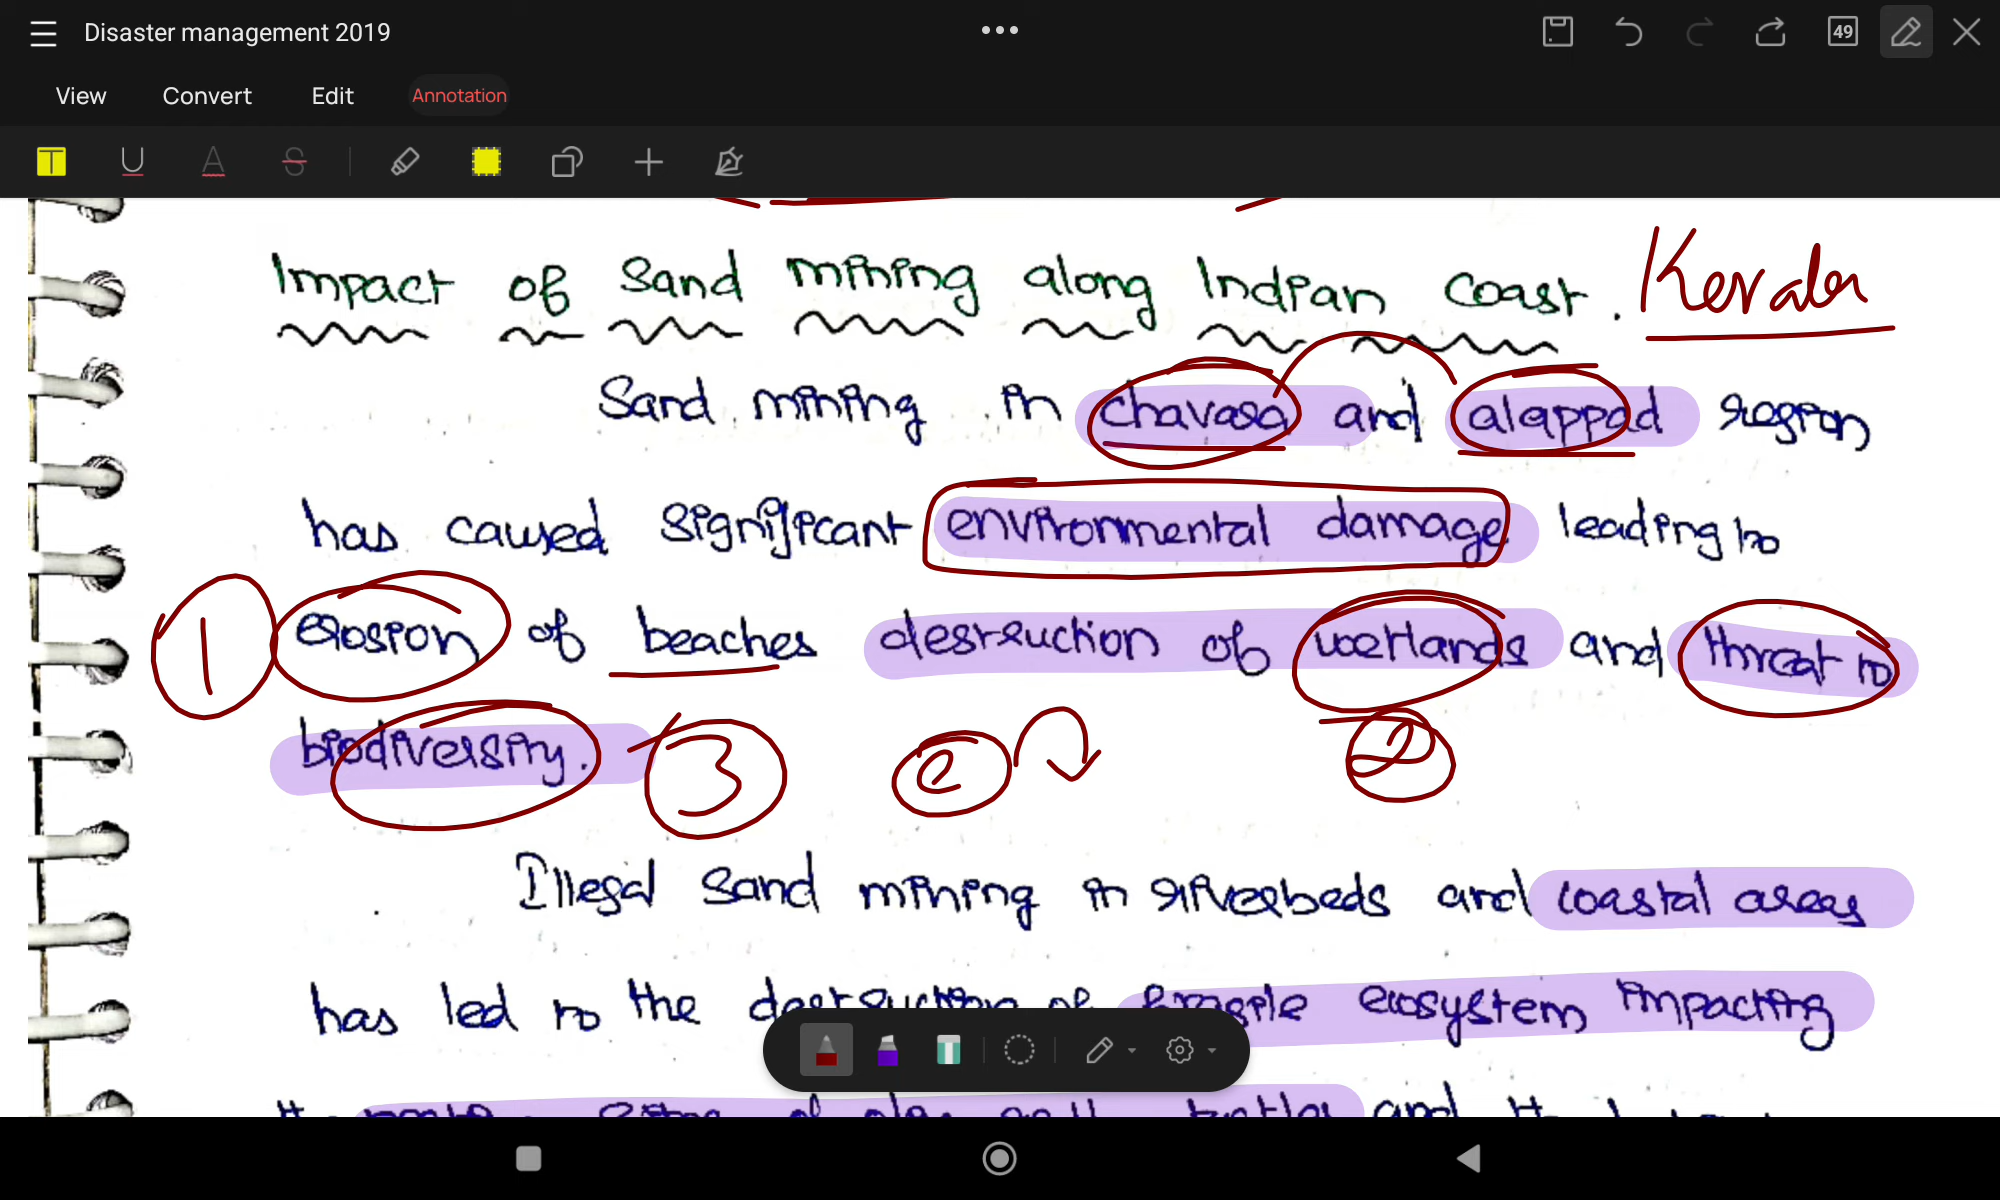 Disaster management 2019
49
View Convert Edit Annotation
Impact of Sand mining along Indian Coast. Kerala
Sand mining in chavara and alappad region
has caused significant environmental damage leading to
1 erosion of beaches destruction of wetlands and threat to
biodiversity. 3 e 2
Illegal Sand mining in riverbeds and coastal areas
has led to the destruction of fragile ecosystem impacting